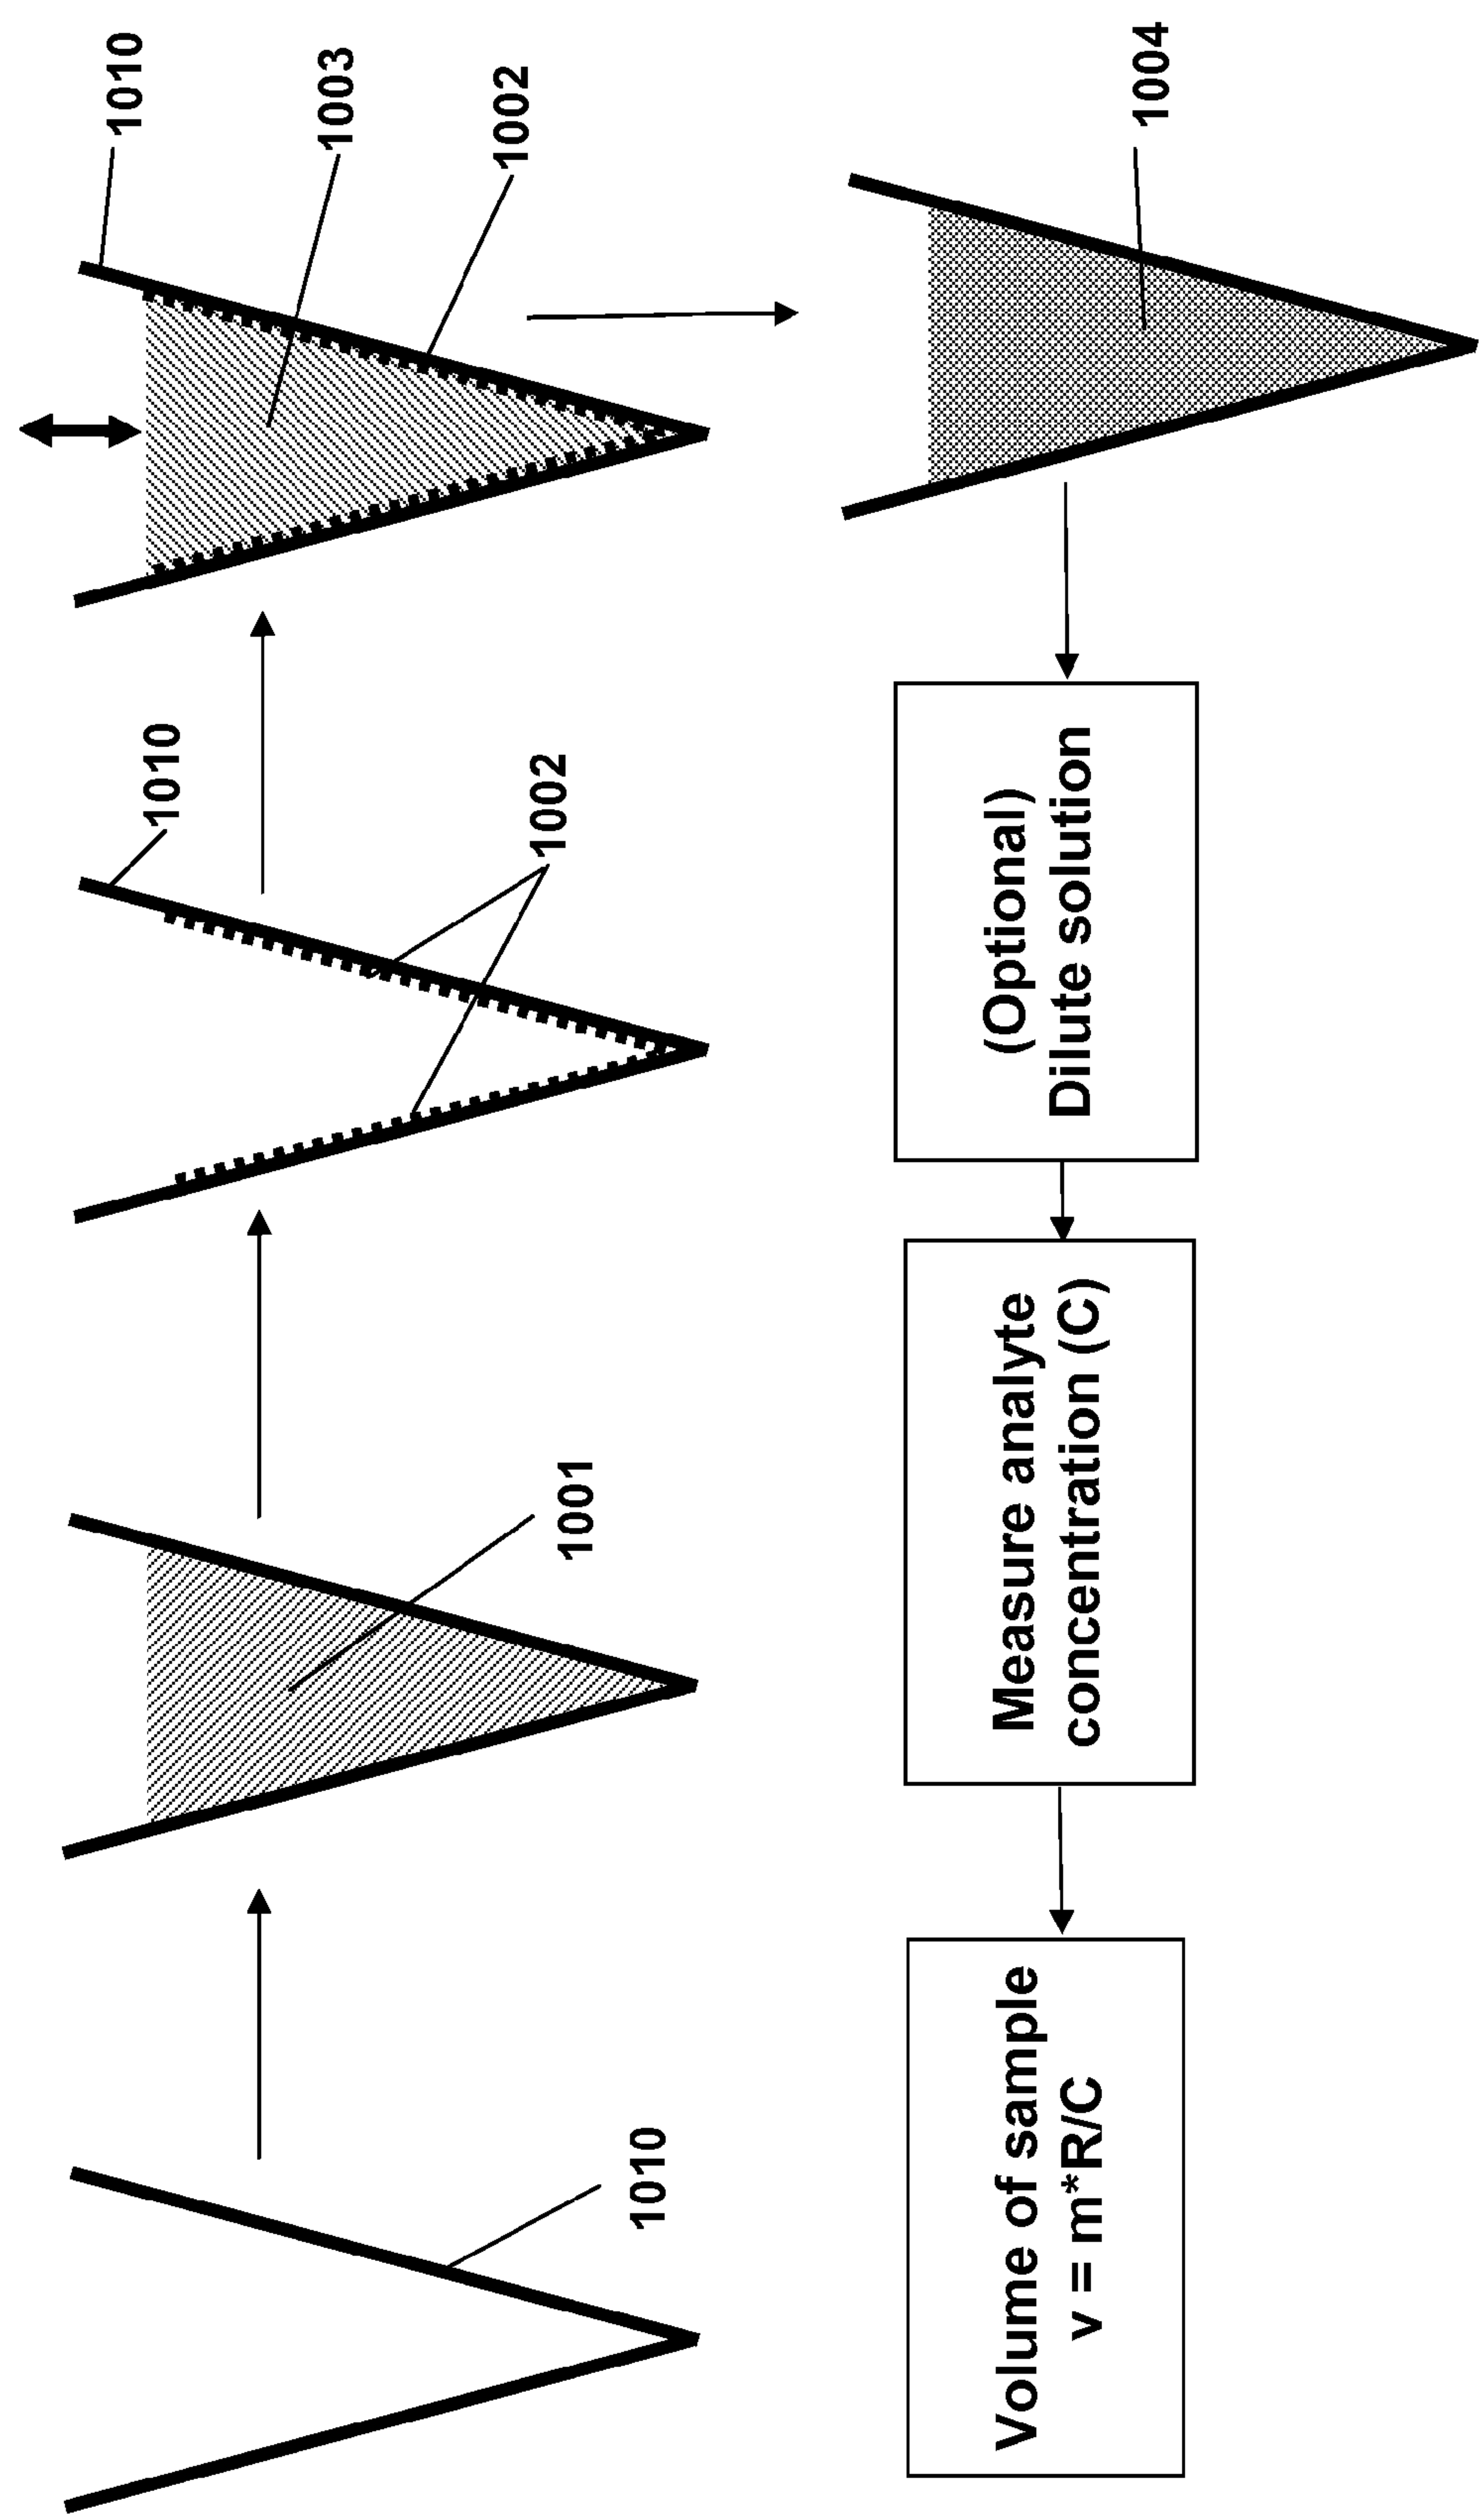 1010
1001
1010
1002
1010
1003
1002
Volume of sample
v = m*R/C
Measure analyte
concentration (C)
(Optional)
Dilute solution
1004